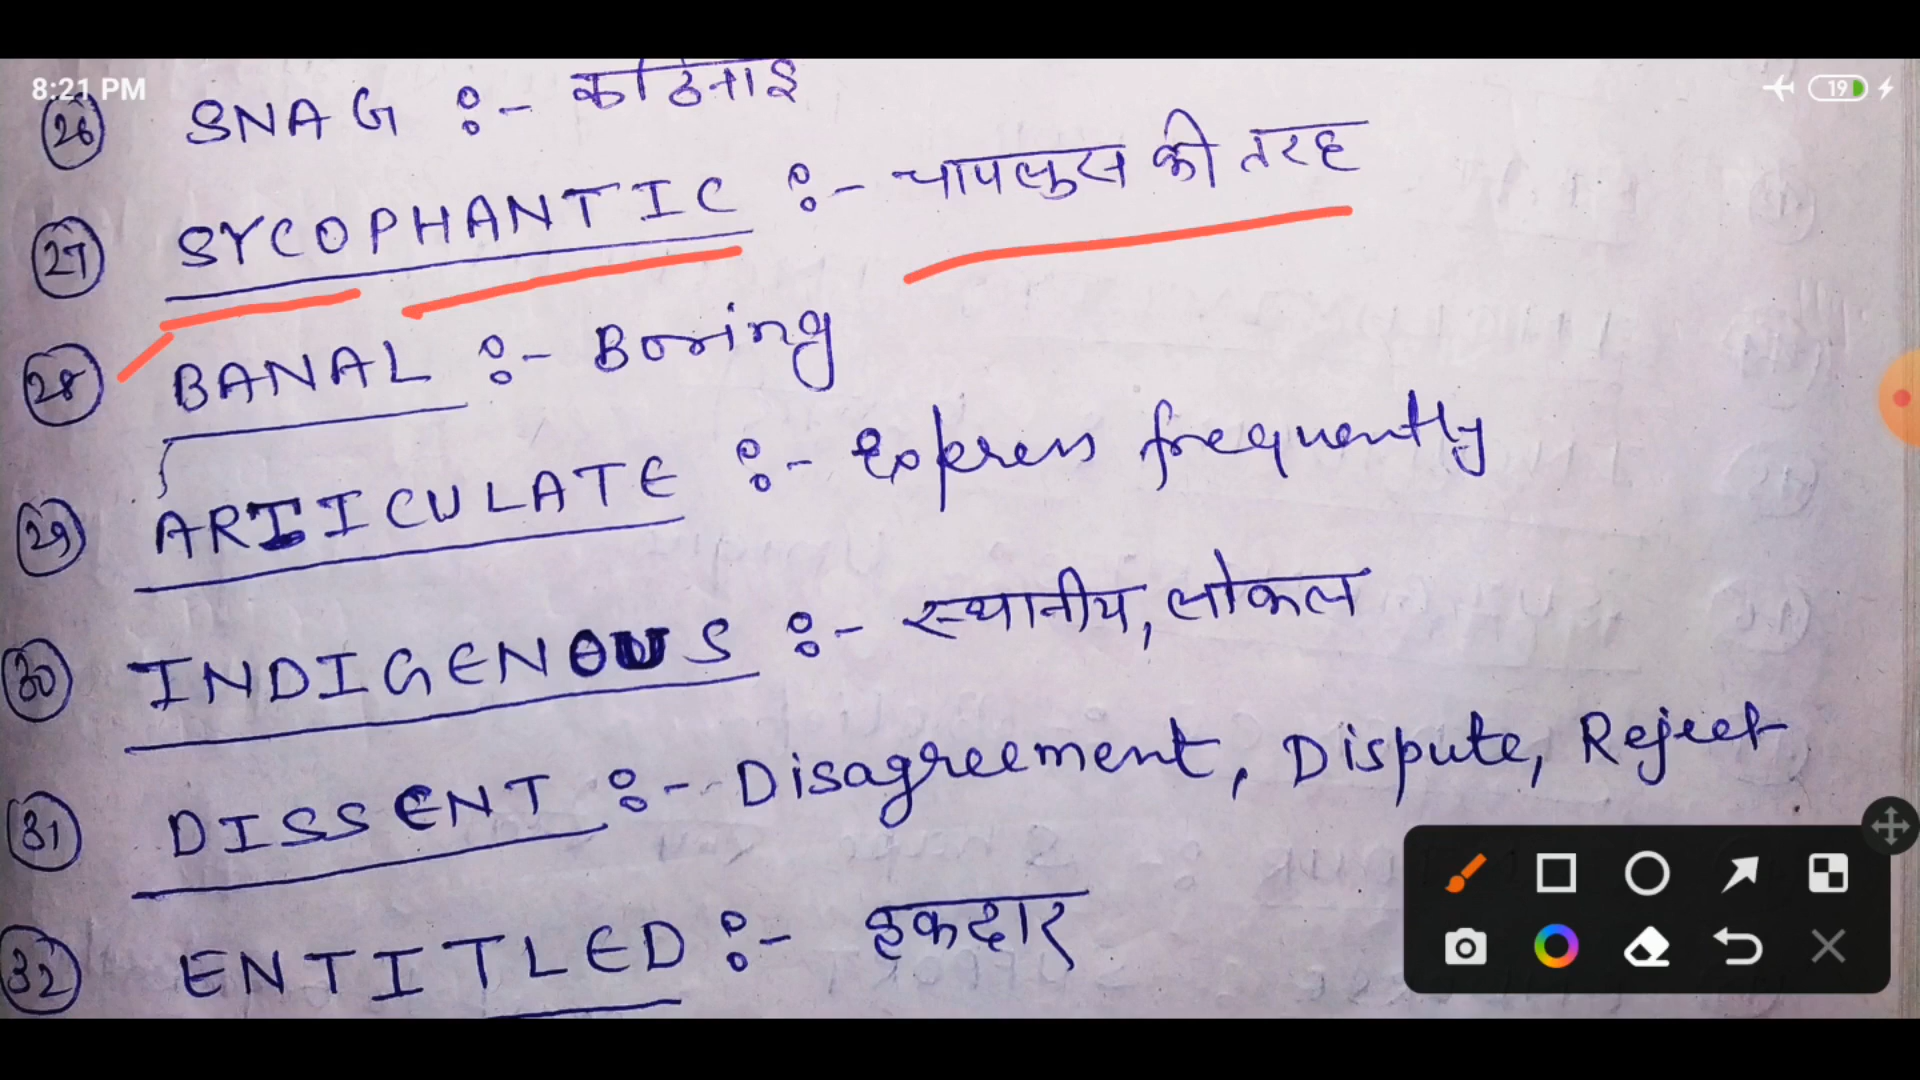 8:21 PM 19
26 SNAG :- कठिनाइ
27 SYCOPHANTIC :- चापलुस की तरह
28 BANAL :- Boring
29 ARTICULATE :- Express frequently
30 INDIGENOUS :- स्थानीय, लोकल
31 DISSENT :- Disagreement, Dispute, Reject
32 ENTITLED :- हकदार